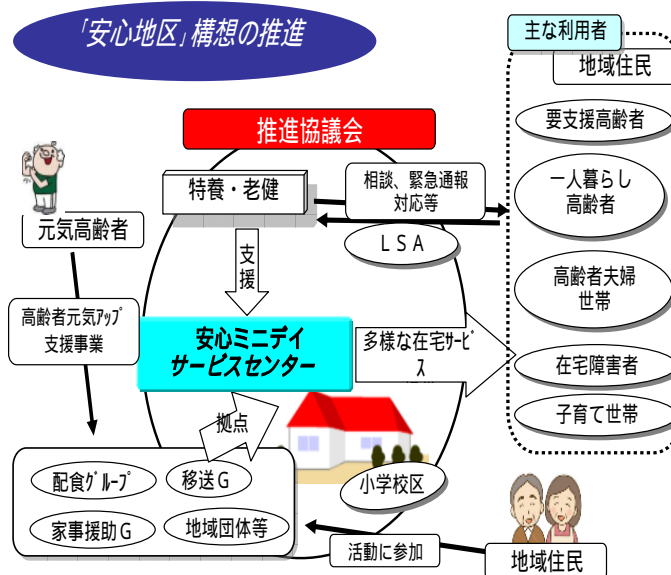 「安心地区」構想の推進
主な利用者
地域住民
要支援高齢者
一人暮らし
高齢者
高齢者夫婦
世帯
在宅障害者
子育て世帯
推進協議会
特養・老健
相談、緊急通報
対応等
LSA
元気高齢者
支援
高齢者元気アップ
支援事業
安心ミニデイ
サービスセンター
多様な在宅サービ
ス
拠点
小学校区
配食グループ
移送G
家事援助G
地域団体等
活動に参加
地域住民